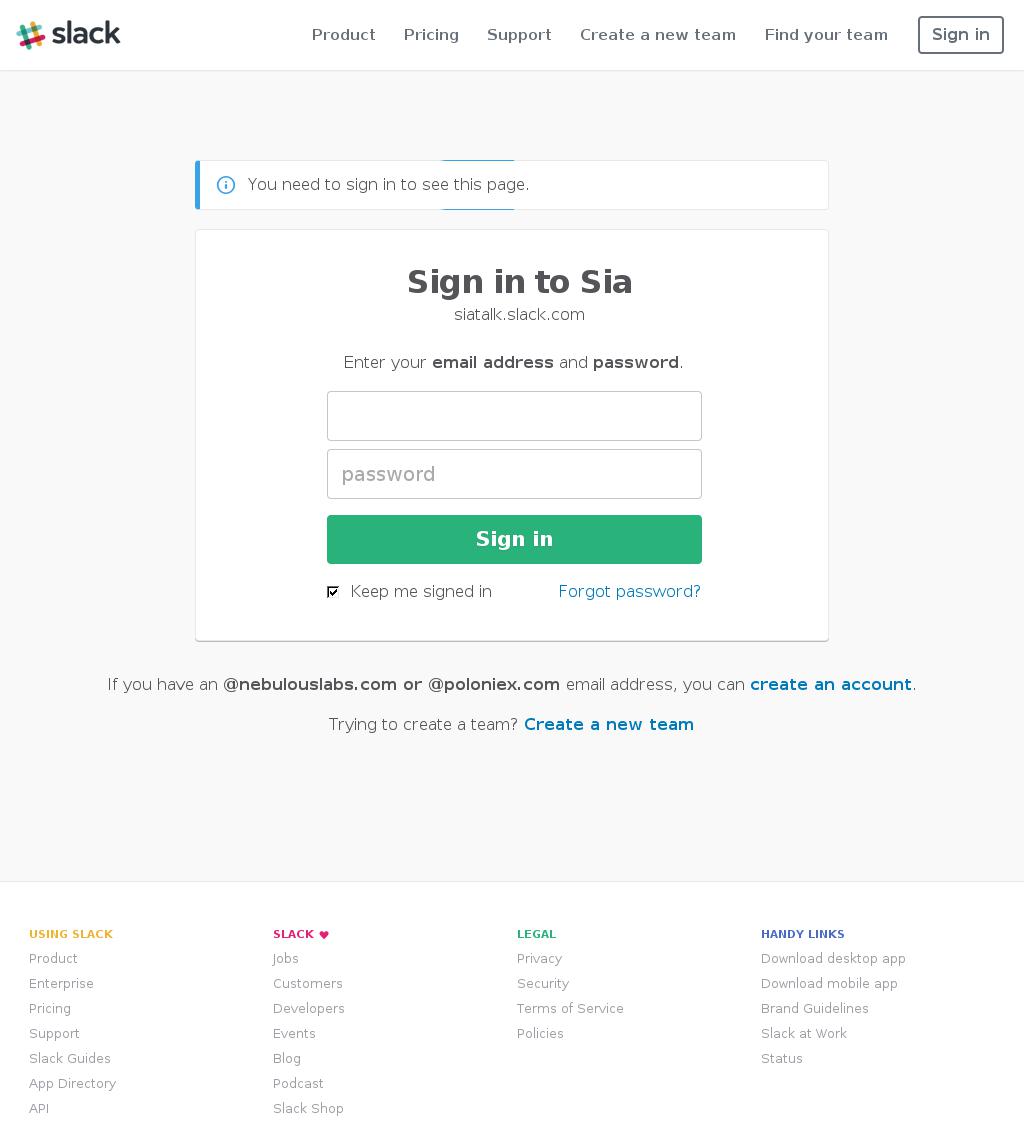 slack
Product Pricing Support Create a new team Find your team Sign in
You need to sign in to see this page.
Sign in to Sia
siatalk.slack.com
Enter your email address and password.
password
Sign in
Keep me signed in Forgot password?
If you have an @nebulouslabs.com or @poloniex.com email address, you can create an account.
Trying to create a team? Create a new team
USING SLACK
Product
Enterprise
Pricing
Support
Slack Guides
App Directory
API
SLACK ♥
Jobs
Customers
Developers
Events
Blog
Podcast
Slack Shop
LEGAL
Privacy
Security
Terms of Service
Policies
HANDY LINKS
Download desktop app
Download mobile app
Brand Guidelines
Slack at Work
Status